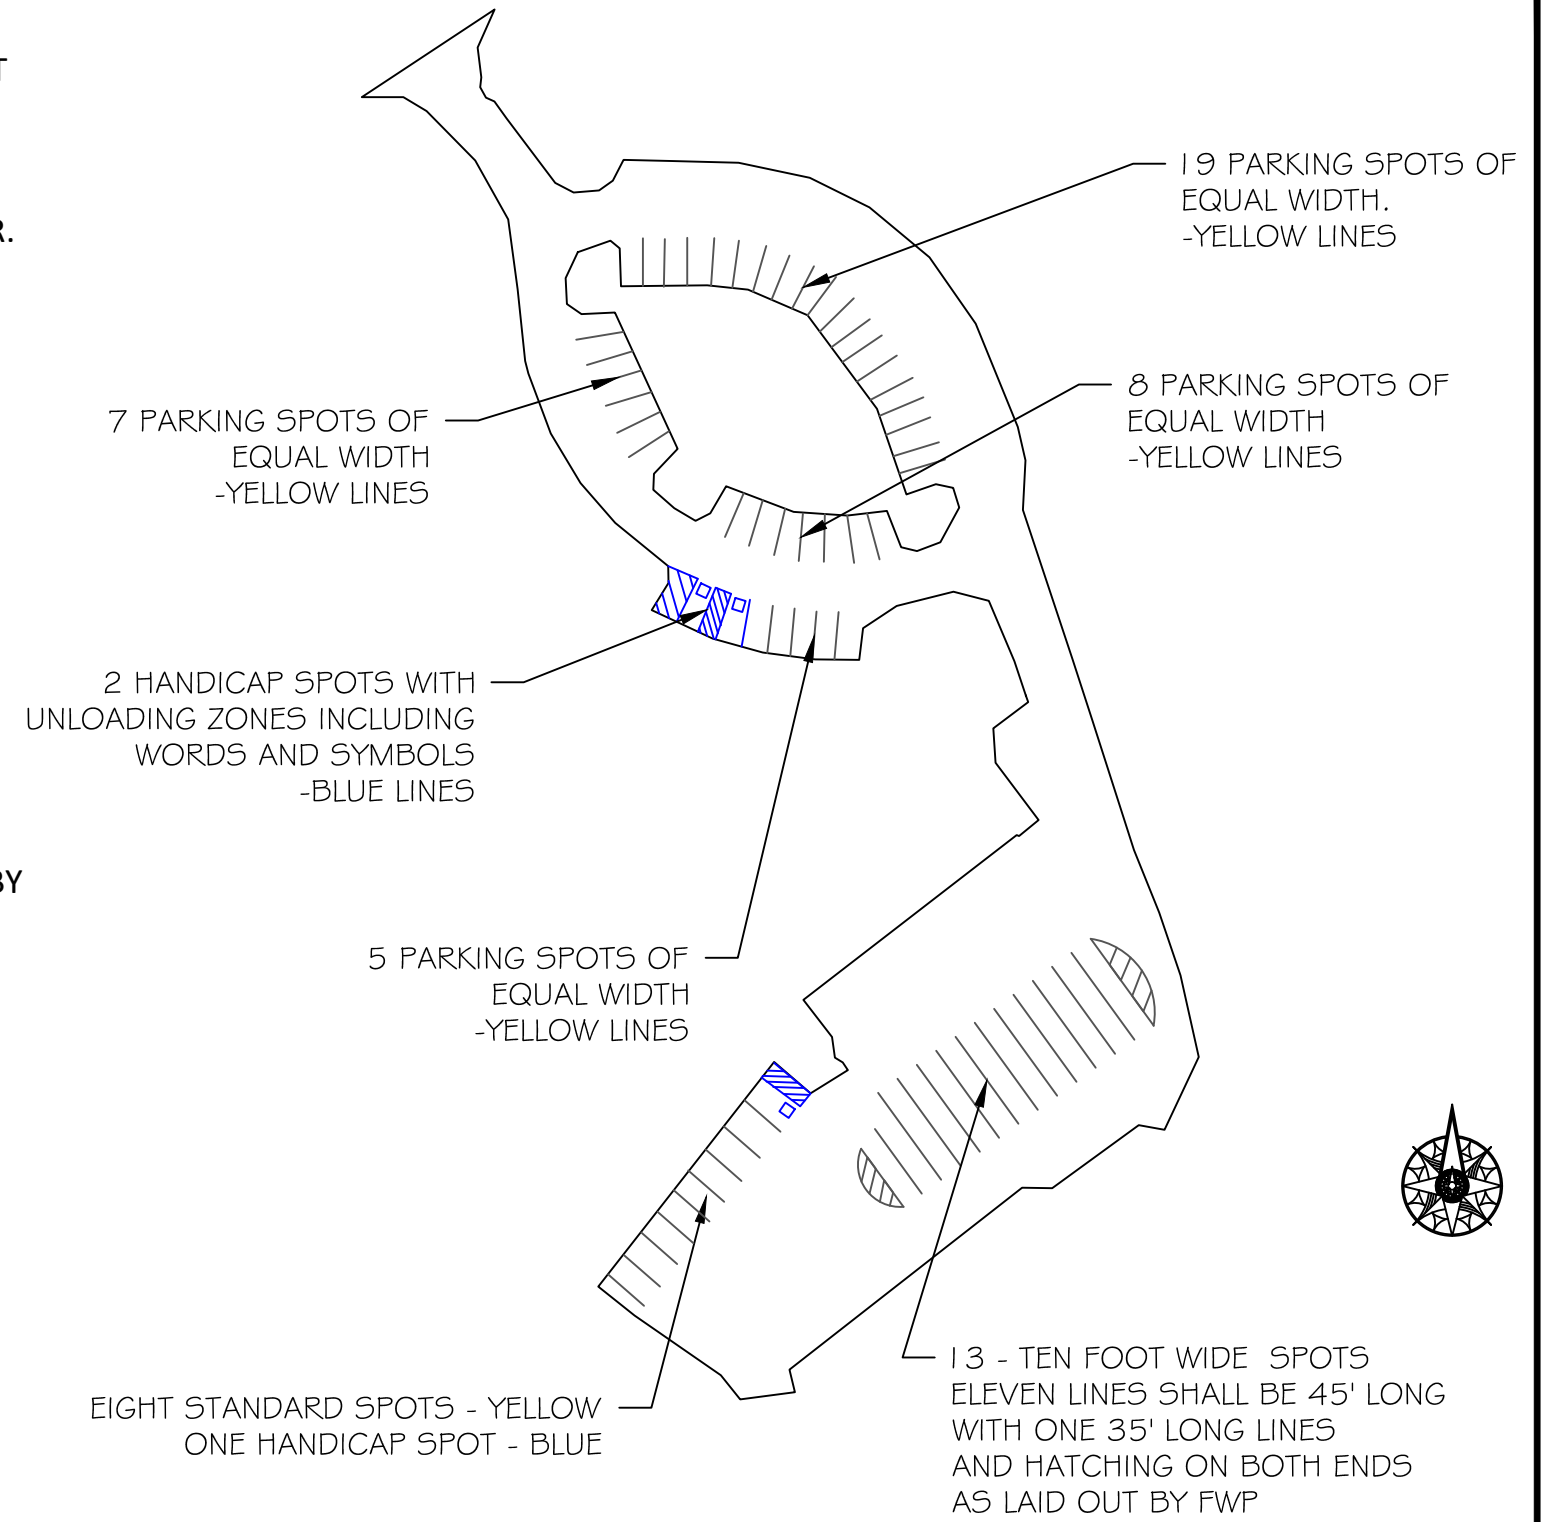 T
R.
BY
19 PARKING SPOTS OF
EQUAL WIDTH.
-YELLOW LINES
8 PARKING SPOTS OF
EQUAL WIDTH
-YELLOW LINES
7 PARKING SPOTS OF
EQUAL WIDTH
-YELLOW LINES
2 HANDICAP SPOTS WITH
UNLOADING ZONES INCLUDING
WORDS AND SYMBOLS
-BLUE LINES
5 PARKING SPOTS OF
EQUAL WIDTH
-YELLOW LINES
EIGHT STANDARD SPOTS - YELLOW
ONE HANDICAP SPOT - BLUE
13 - TEN FOOT WIDE SPOTS
ELEVEN LINES SHALL BE 45' LONG
WITH ONE 35' LONG LINES
AND HATCHING ON BOTH ENDS
AS LAID OUT BY FWP